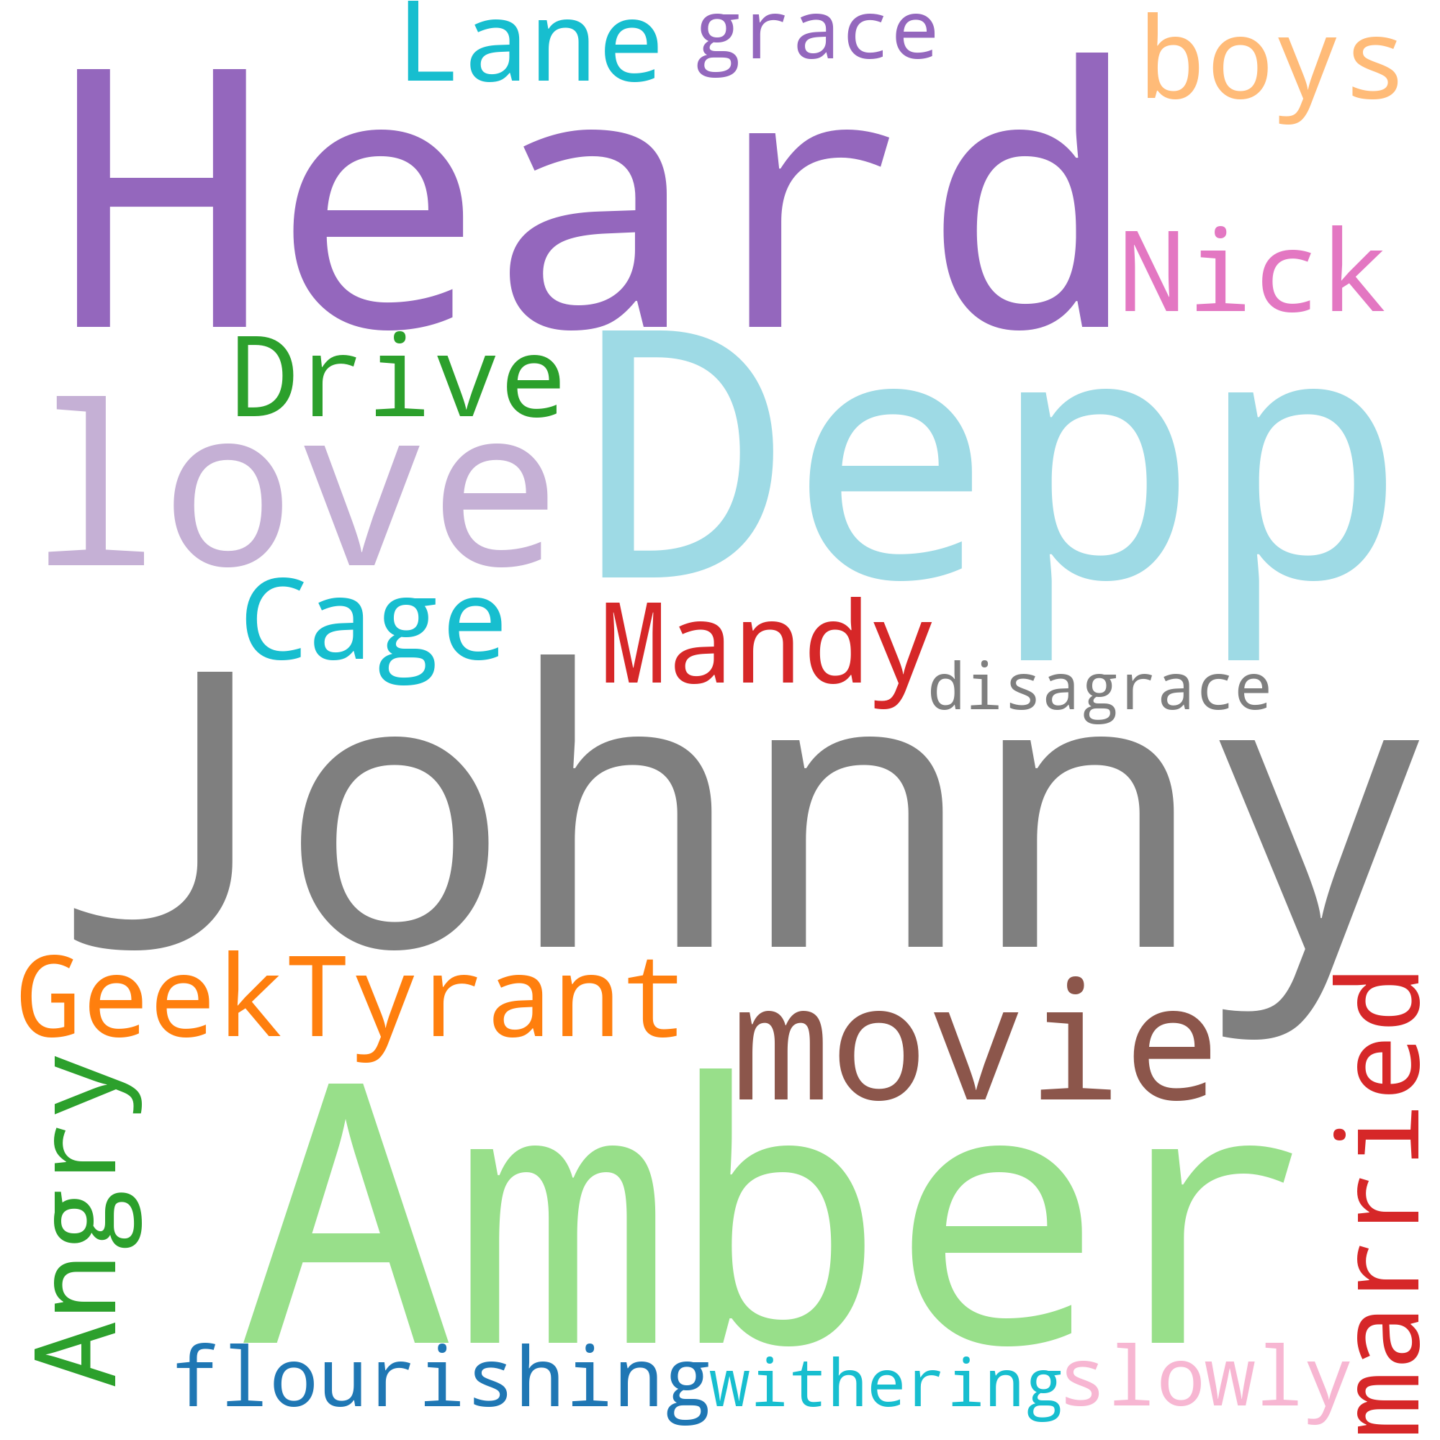 Lane
grace
boys
Heard
Nick
Drive
love
Depp
Cage
Mandy
disagrace
Johnny
GeekTyrant
movie
married
Angry
Amber
flourishing
withering
slowly